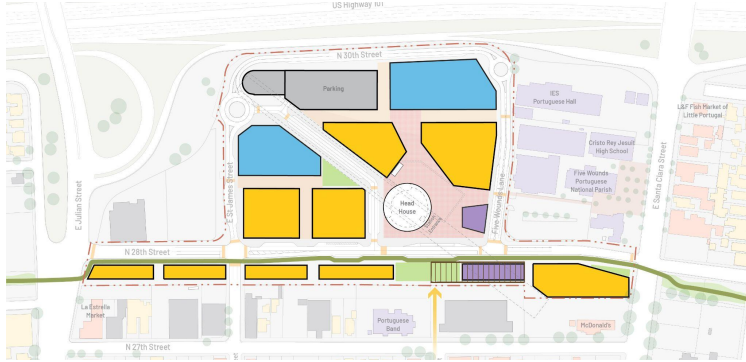 US Highway 101
N 30th Street
Parking
IES
Portuguese Hall
L&F Fish Market of
Little Portugal
Cristo Rey Jesuit
High School
Five Wounds
Portuguese
National Parish
E Julian Street
E St James Street
Head
House
Five Wounds Lane
E Santa Clara Street
N 28th Street
La Estrella
Market
Portuguese
Band
McDonald's
N 27th Street